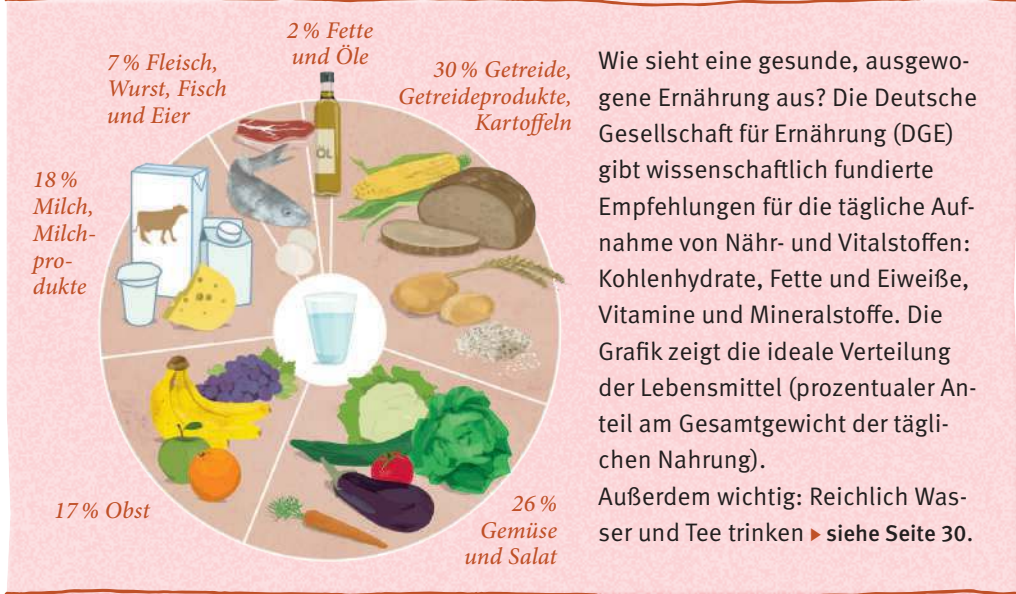 2 % Fette
und Öle
7 % Fleisch,
Wurst, Fisch
und Eier
30 % Getreide,
Getreideprodukte,
Kartoffeln
18 %
Milch,
Milch-
pro-
dukte
ÖL
17 % Obst
26 %
Gemüse
und Salat
Wie sieht eine gesunde, ausgewo-
gene Ernährung aus? Die Deutsche
Gesellschaft für Ernährung (DGE)
gibt wissenschaftlich fundierte
Empfehlungen für die tägliche Auf-
nahme von Nähr- und Vitalstoffen:
Kohlenhydrate, Fette und Eiweiße,
Vitamine und Mineralstoffe. Die
Grafik zeigt die ideale Verteilung
der Lebensmittel (prozentualer An-
teil am Gesamtgewicht der tägli-
chen Nahrung).
Außerdem wichtig: Reichlich Was-
ser und Tee trinken ▸ siehe Seite 30.